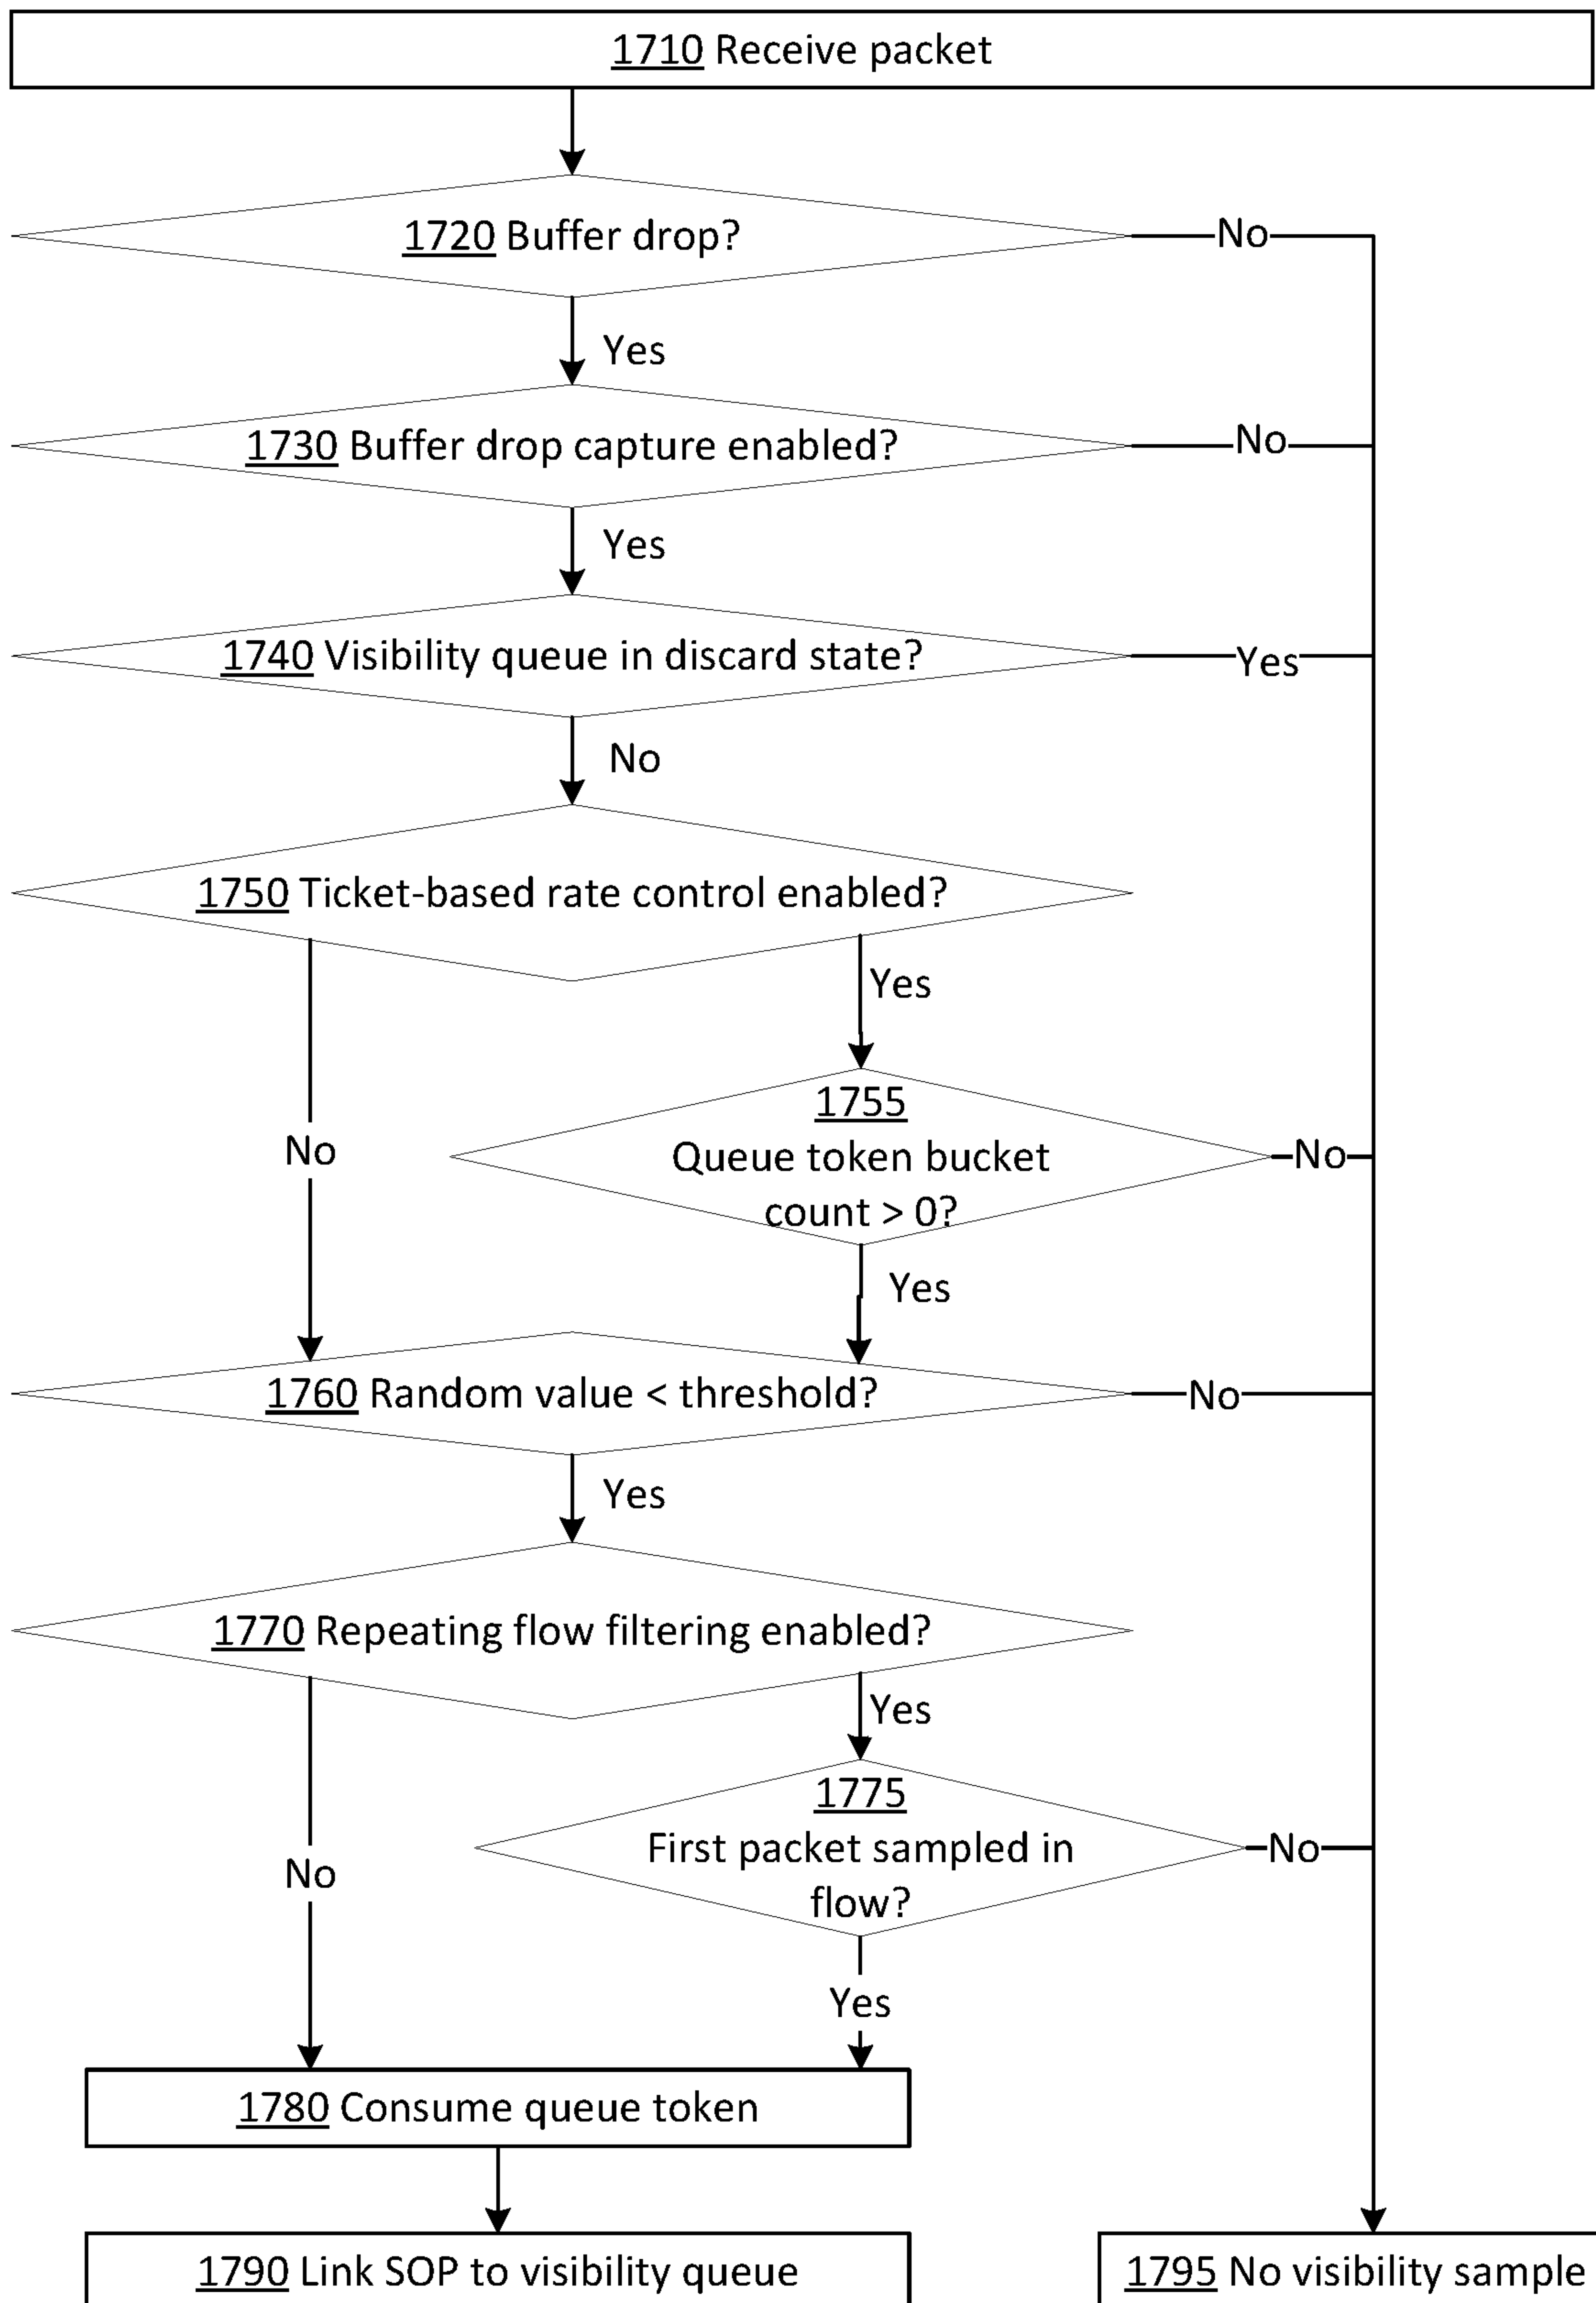 1710 Receive packet
1720 Buffer drop?
No
Yes
1730 Buffer drop capture enabled?
No
Yes
1740 Visibility queue in discard state?
Yes
No
1750 Ticket-based rate control enabled?
Yes
No
1755
Queue token bucket
count > 0?
No
Yes
1760 Random value < threshold?
No
Yes
1770 Repeating flow filtering enabled?
Yes
No
1775
First packet sampled in
flow?
No
Yes
1780 Consume queue token
1790 Link SOP to visibility queue
1795 No visibility sample